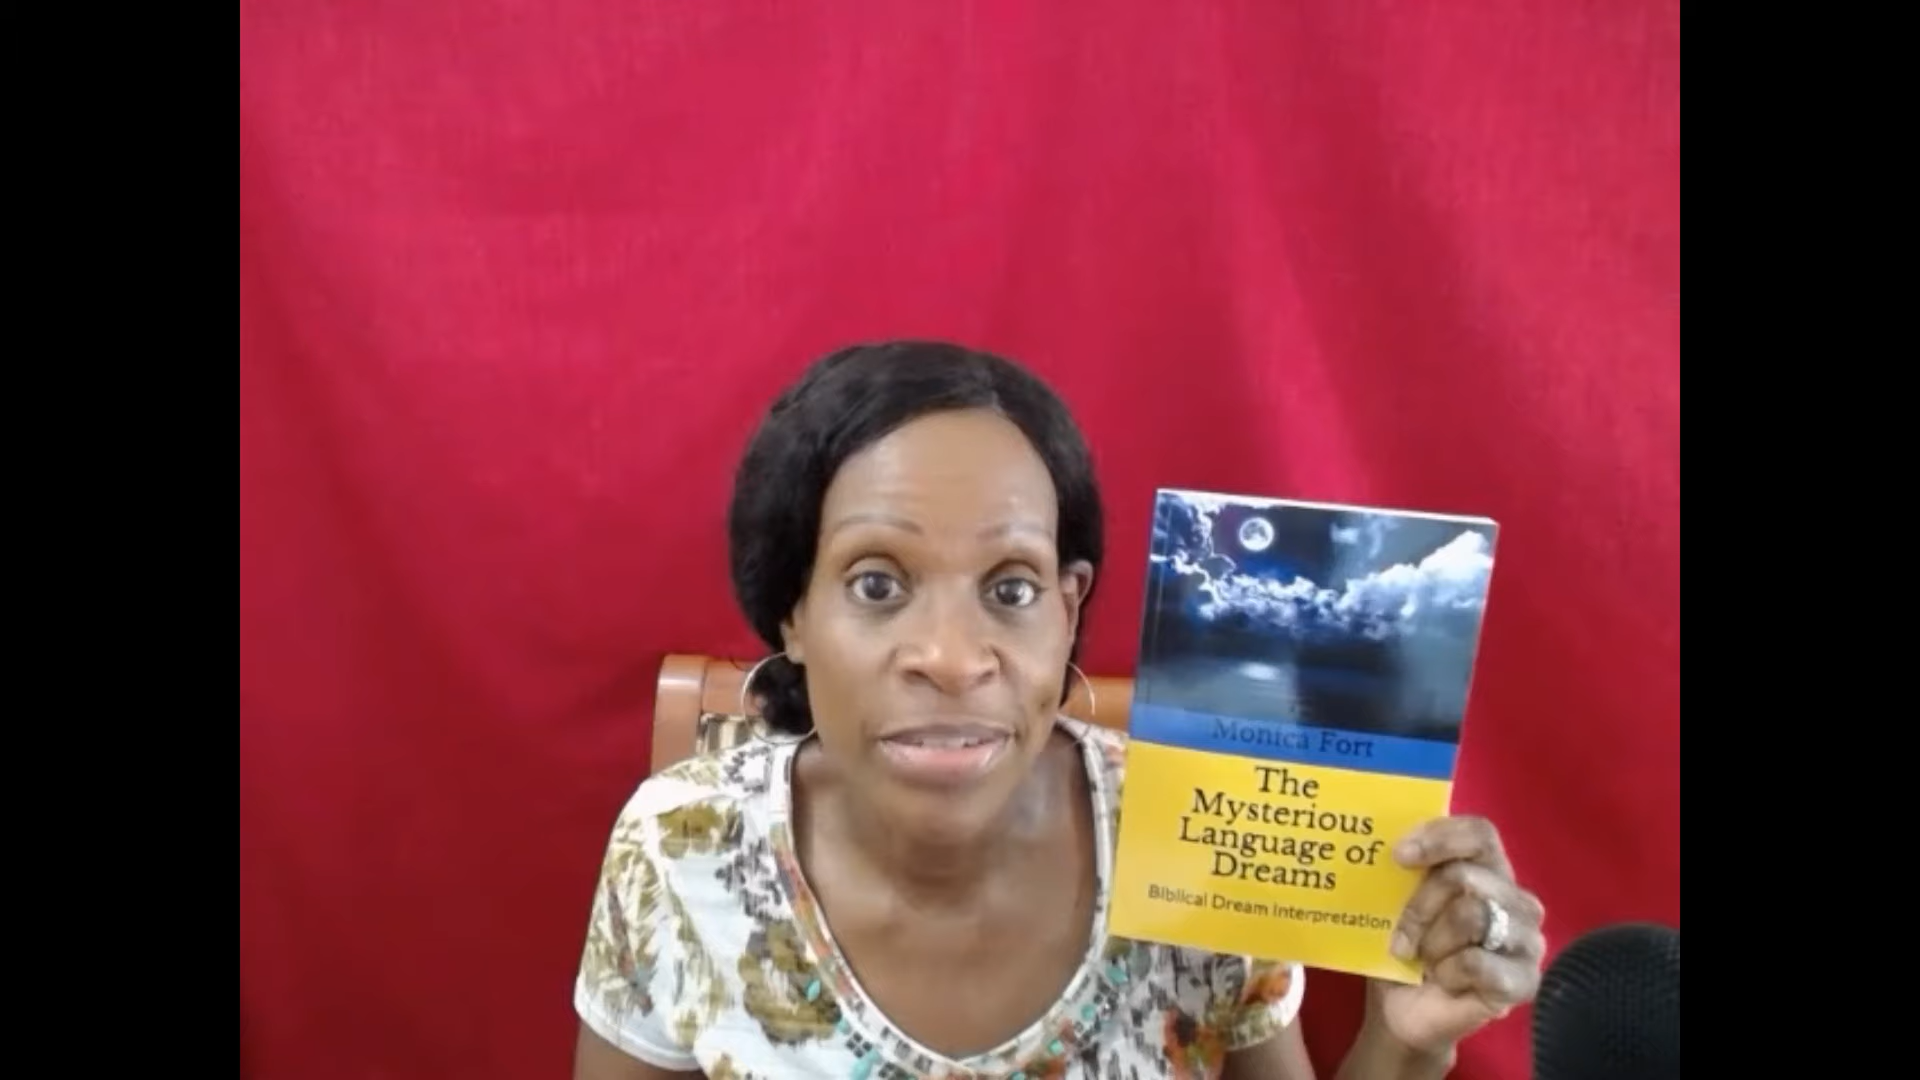 Monica Fort
The
Mysterious
Language of
Dreams
Biblical Dream Interpretation